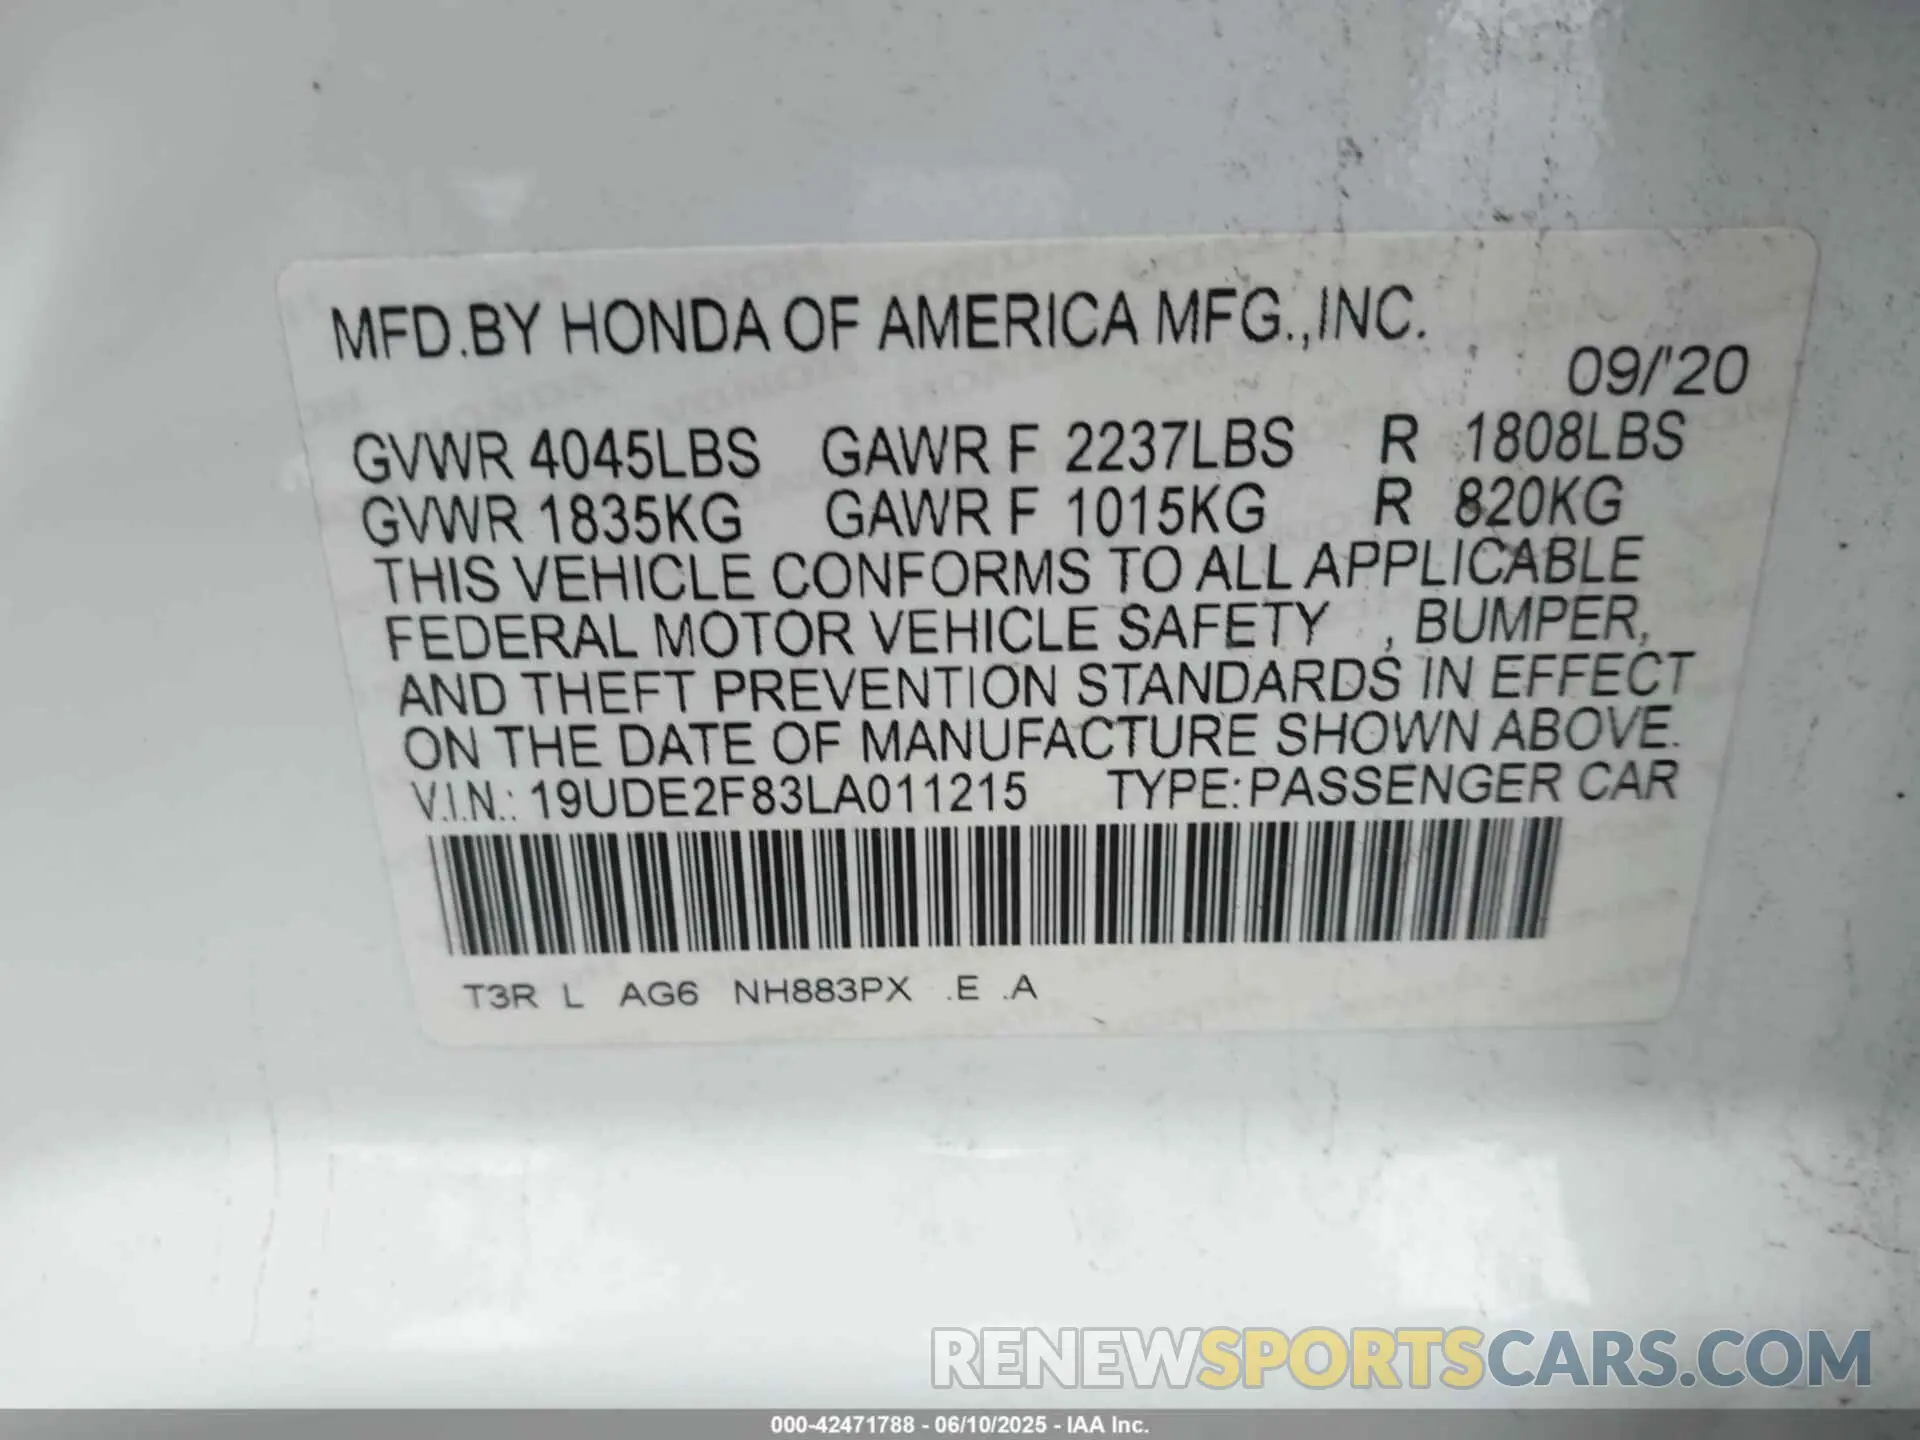 MFD.BY HONDA OF AMERICA MFG.,INC.
09/'20
GVWR 4045LBS GAWR F 2237LBS R 1808LBS
GVWR 1835KG GAWR F 1015KG R 820KG
THIS VEHICLE CONFORMS TO ALL APPLICABLE
FEDERAL MOTOR VEHICLE SAFETY , BUMPER,
AND THEFT PREVENTION STANDARDS IN EFFECT
ON THE DATE OF MANUFACTURE SHOWN ABOVE.
V.I.N.: 19UDE2F83LA011215 TYPE:PASSENGER CAR
T3R L AG6 NH883PX .E .A
RENEWSPORTSCARS.COM
000-42471788 - 06/10/2025 - IAA Inc.